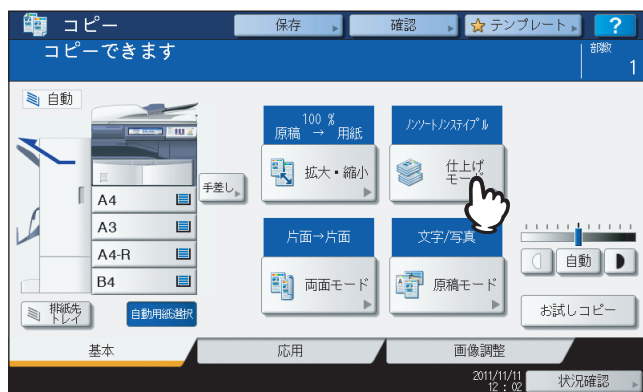 コピー
保存
確認
テンプレート
?
コピーできます
部数
1
自動
100 %
原稿 → 用紙
ノンソートノンステイプル
拡大・縮小
仕上げ
モード
手差し
A4
A3
A4-R
B4
片面→片面
文字/写真
両面モード
原稿モード
自動
排紙先
トレイ
自動用紙選択
お試しコピー
基本
応用
画像調整
2011/11/11
12 : 02
状況確認